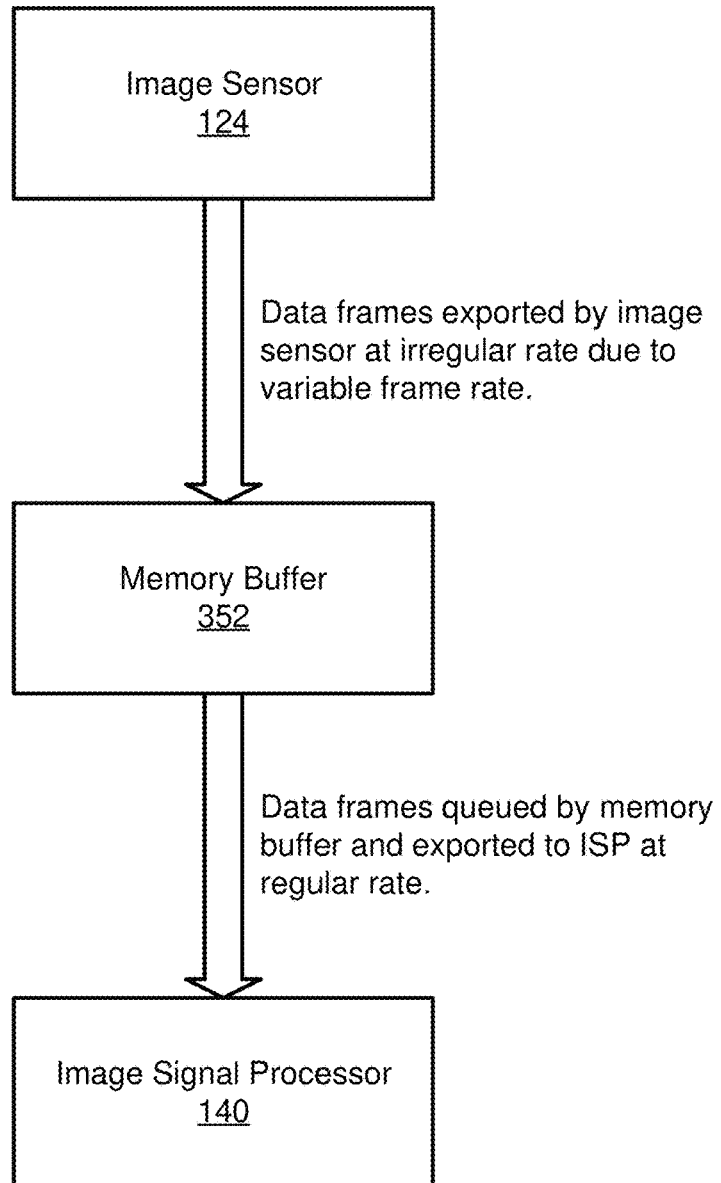 Image Sensor
124
Data frames exported by image
sensor at irregular rate due to
variable frame rate.
Memory Buffer
352
Data frames queued by memory
buffer and exported to ISP at
regular rate.
Image Signal Processor
140